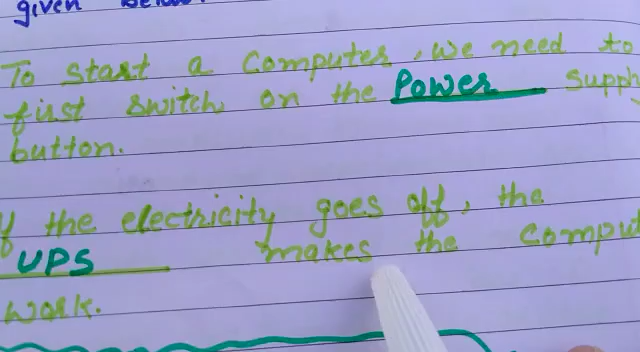 given below.
To start a computer, we need to
first switch on the Power supply
button.
If the electricity goes off, the
UPS makes the comput
work.